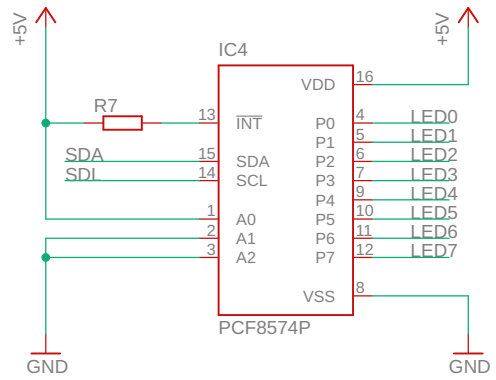 +5V
+5V
IC4
VDD 16
R7
13 INT
P0 4 LED0
P1 5 LED1
SDA 15 SDA
P2 6 LED2
SDL 14 SCL
P3 7 LED3
P4 9 LED4
1 A0
P5 10 LED5
2 A1
P6 11 LED6
3 A2
P7 12 LED7
VSS 8
PCF8574P
GND
GND